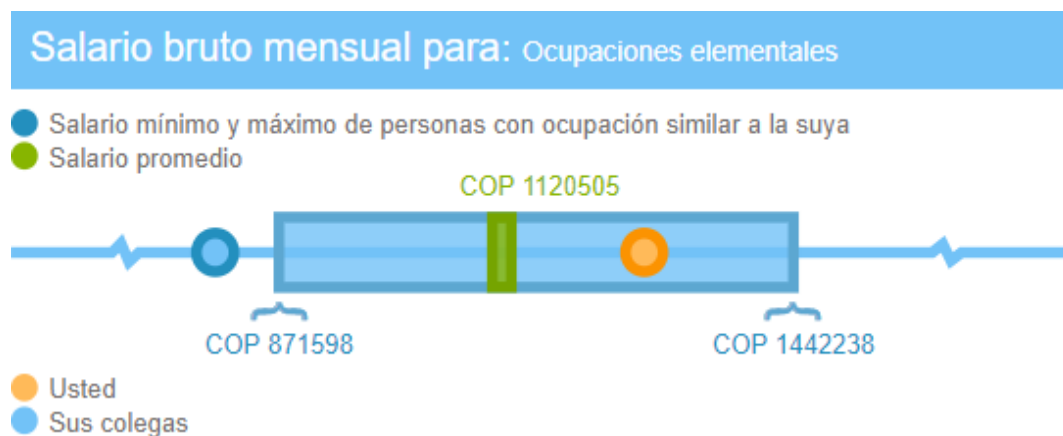 Salario bruto mensual para: Ocupaciones elementales
Salario mínimo y máximo de personas con ocupación similar a la suya
Salario promedio
COP 1120505
COP 871598
COP 1442238
Usted
Sus colegas